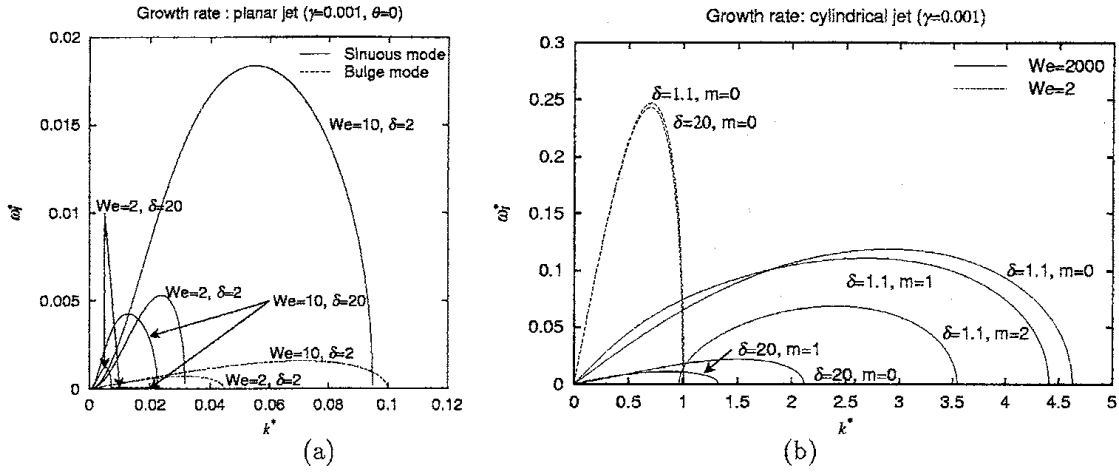 Growth rate : planar jet (γ=0.001, θ=0)
0.02
0.015
0.01
0.005
0
ωᵢ*
Sinuous mode
Bulge mode
We=10, δ=2
We=2, δ=20
We=2, δ=2
We=10, δ=20
We=10, δ=2
We=2, δ=2
0
0.02
0.04
0.06
0.08
0.10
0.12
k*
(a)
Growth rate: cylindrical jet (γ=0.001)
0.3
0.25
0.20
0.15
0.1
0.05
0
ωᵢ*
We=2000
We=2
δ=1.1, m=0
δ=20, m=0
δ=1.1, m=0
δ=1.1, m=1
δ=1.1, m=2
δ=20, m=1
δ=20, m=0
0
0.5
1
1.5
2
2.5
3
3.5
4
4.5
5
k*
(b)